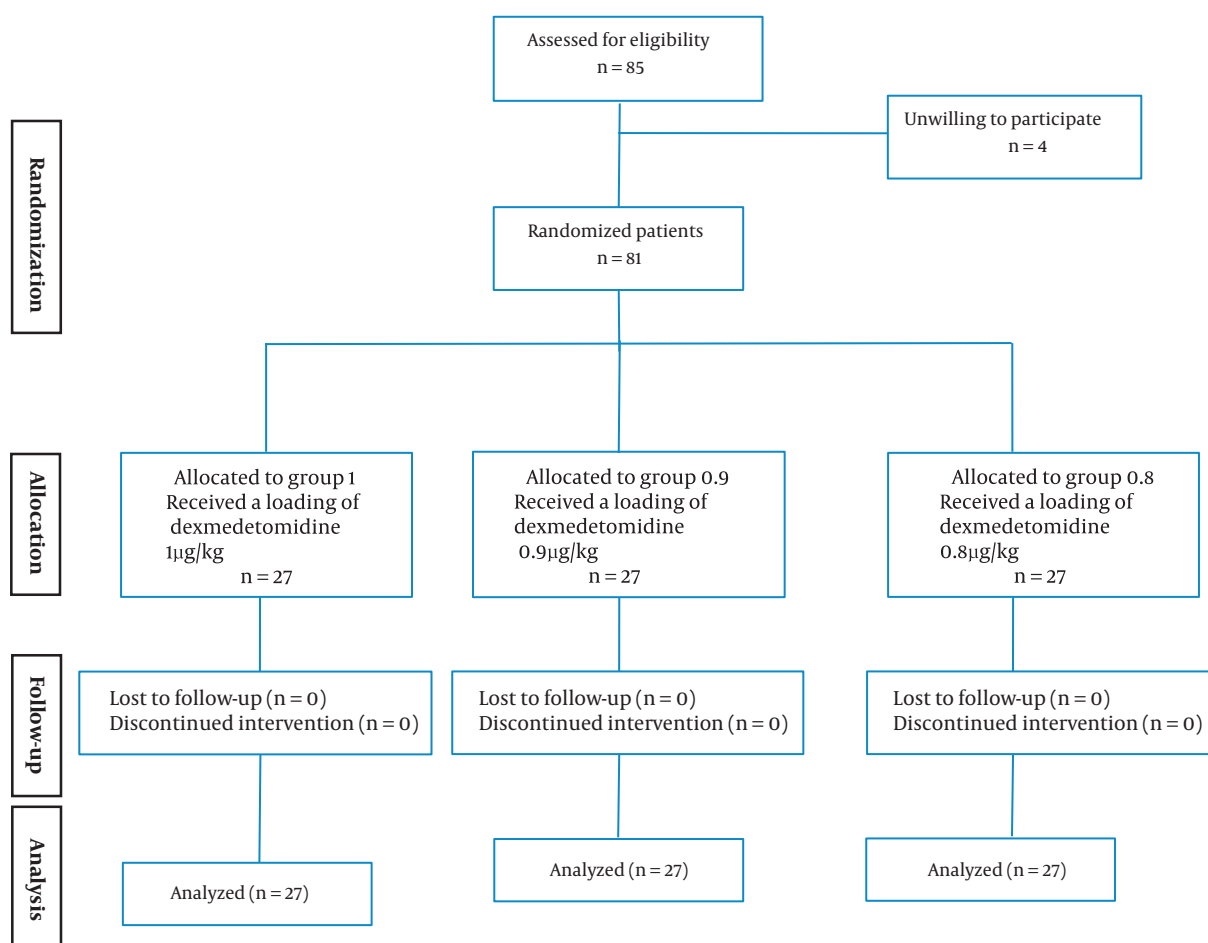 Assessed for eligibility
n = 85
Unwilling to participate
n = 4
Randomization
Randomized patients
n = 81
Allocation
Allocated to group 1
Received a loading of
dexmedetomidine
1µg/kg
n = 27
Allocated to group 0.9
Received a loading of
dexmedetomidine
0.9µg/kg
n = 27
Allocated to group 0.8
Received a loading of
dexmedetomidine
0.8µg/kg
n = 27
Follow-up
Lost to follow-up (n = 0)
Discontinued intervention (n = 0)
Lost to follow-up (n = 0)
Discontinued intervention (n = 0)
Lost to follow-up (n = 0)
Discontinued intervention (n = 0)
Analysis
Analyzed (n = 27)
Analyzed (n = 27)
Analyzed (n = 27)